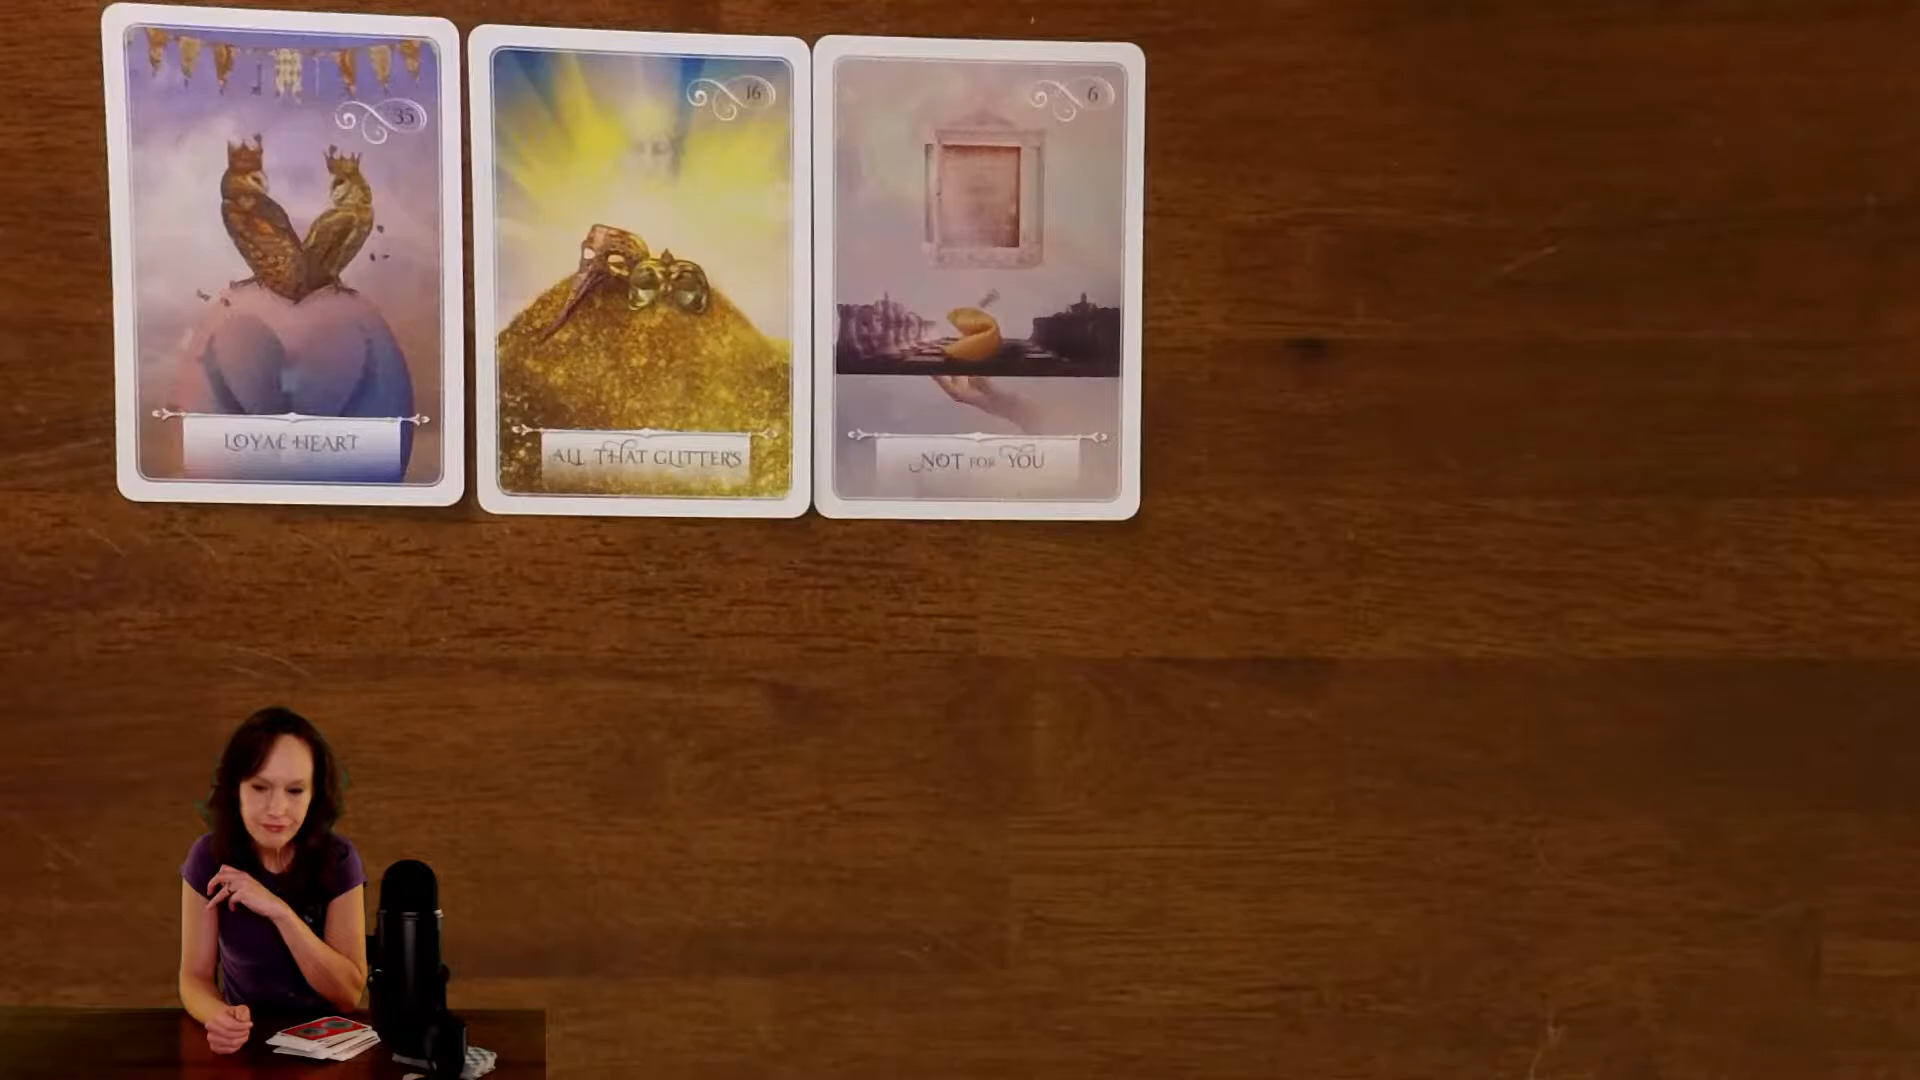 35
LOYAL HEART
16
ALL THAT GLITTERS
6
NOT FOR YOU